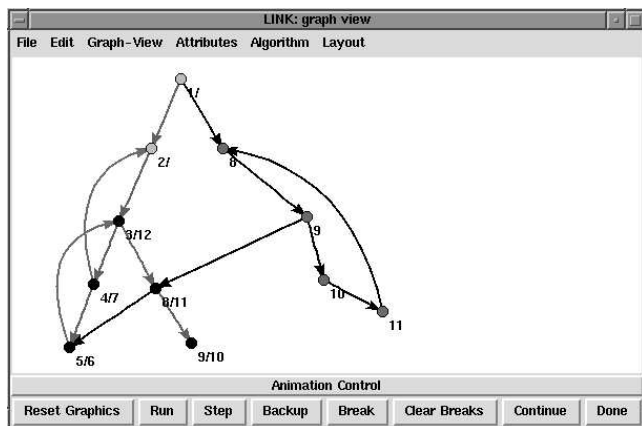 LINK: graph view
File Edit Graph-View Attributes Algorithm Layout
1/
2/
8
3/12
9
4/7
8/11
10
11
5/6
9/10
Animation Control
Reset Graphics Run Step Backup Break Clear Breaks Continue Done